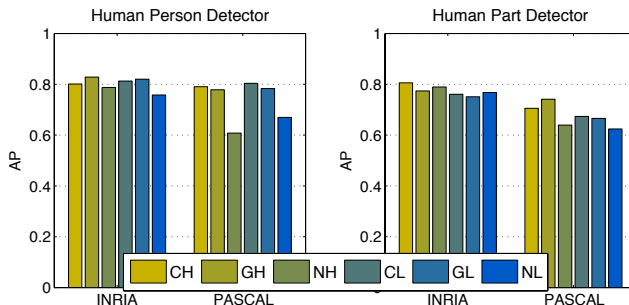 Human Person Detector
1
0.8
0.6
0.4
0.2
0
AP
INRIA PASCAL
Human Part Detector
1
0.8
0.6
0.4
0.2
0
AP
INRIA PASCAL
CH GH NH CL GL NL